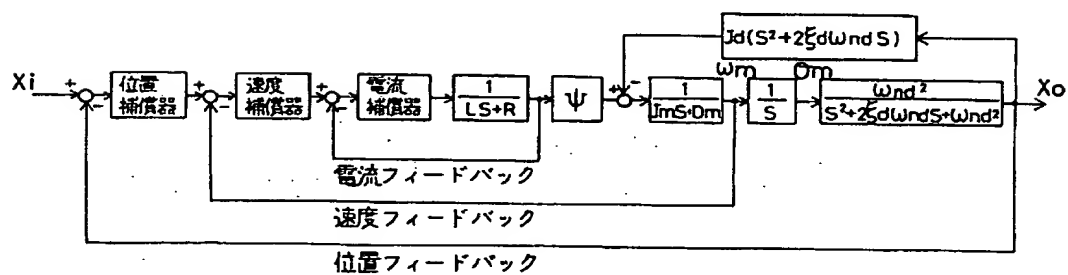 Jd(S²+2ξdωndS)
Xi
+
-
位置
補償器
+
-
速度
補償器
+
-
電流
補償器
1
LS+R
ψ
+
-
1
JmS+Dm
ωm
1
S
θm
ωnd²
S²+2ξdωndS+ωnd²
Xo
電流フィードバック
速度フィードバック
位置フィードバック